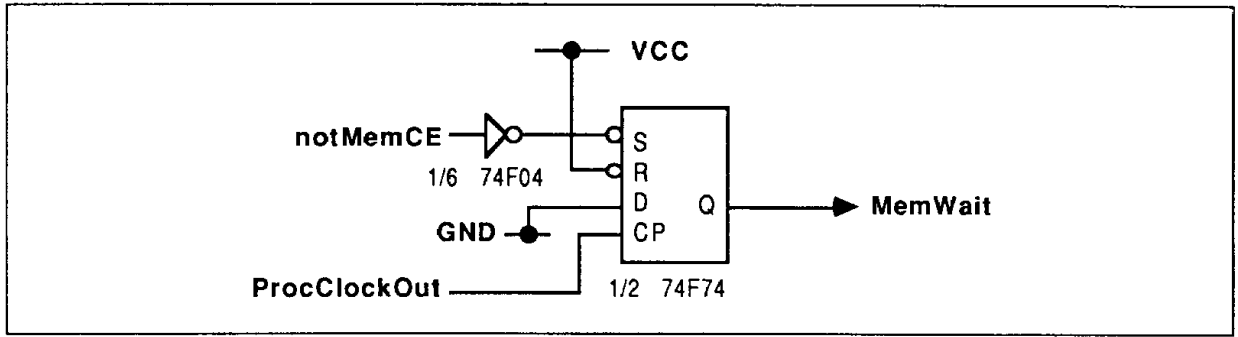 VCC
notMemCE
S
1/6 74F04
R
D
Q
MemWait
GND
CP
ProcClockOut
1/2 74F74